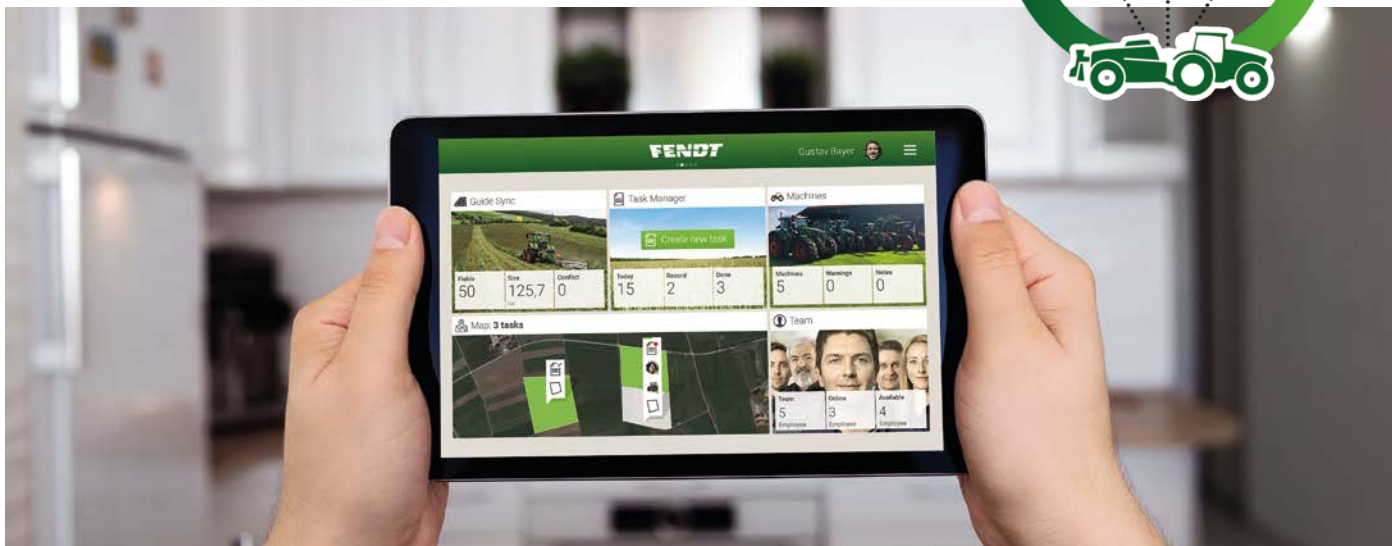 FENDT
Gustav Bayer
Guide Sync
Task Manager
Machines
Create new task
Fields
Size
Conflict
50
125,7
0
ha
Today
Record
Done
15
2
3
Machines
Warnings
Notes
5
0
0
Map: 3 tasks
Team
Team
Online
Available
5
3
4
Employee
Employee
Employee